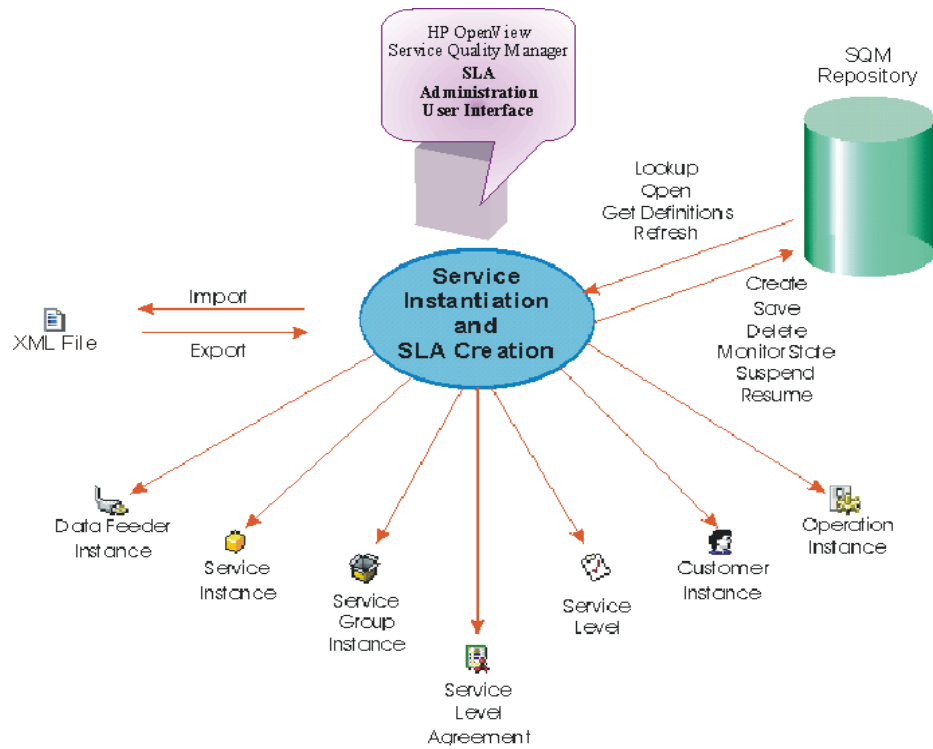 HP OpenView
Service Quality Manager
SLA
Administration
User Interface
SQM
Repository
Lookup
Open
Get Definitions
Refresh
Service
Instantiation
and
SLA Creation
Create
Save
Delete
Monitor State
Suspend
Resume
Import
Export
XML File
Data Feeder
Instance
Service
Instance
Service
Group
Instance
Service
Level
Agreement
Service
Level
Customer
Instance
Operation
Instance